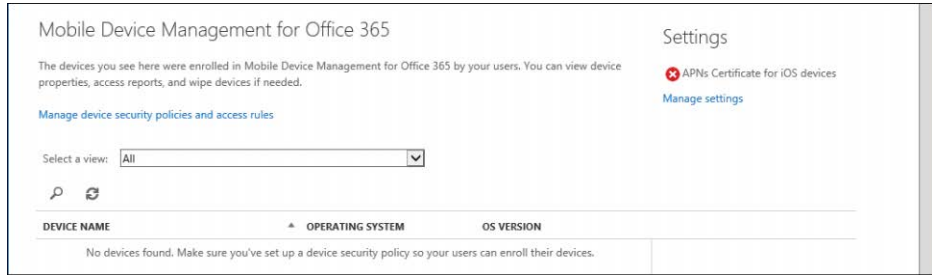 Mobile Device Management for Office 365
Settings
The devices you see here were enrolled in Mobile Device Management for Office 365 by your users. You can view device
properties, access reports, and wipe devices if needed.
APNs Certificate for iOS devices
Manage settings
Manage device security policies and access rules
Select a view: All
DEVICE NAME OPERATING SYSTEM OS VERSION
No devices found. Make sure you've set up a device security policy so your users can enroll their devices.